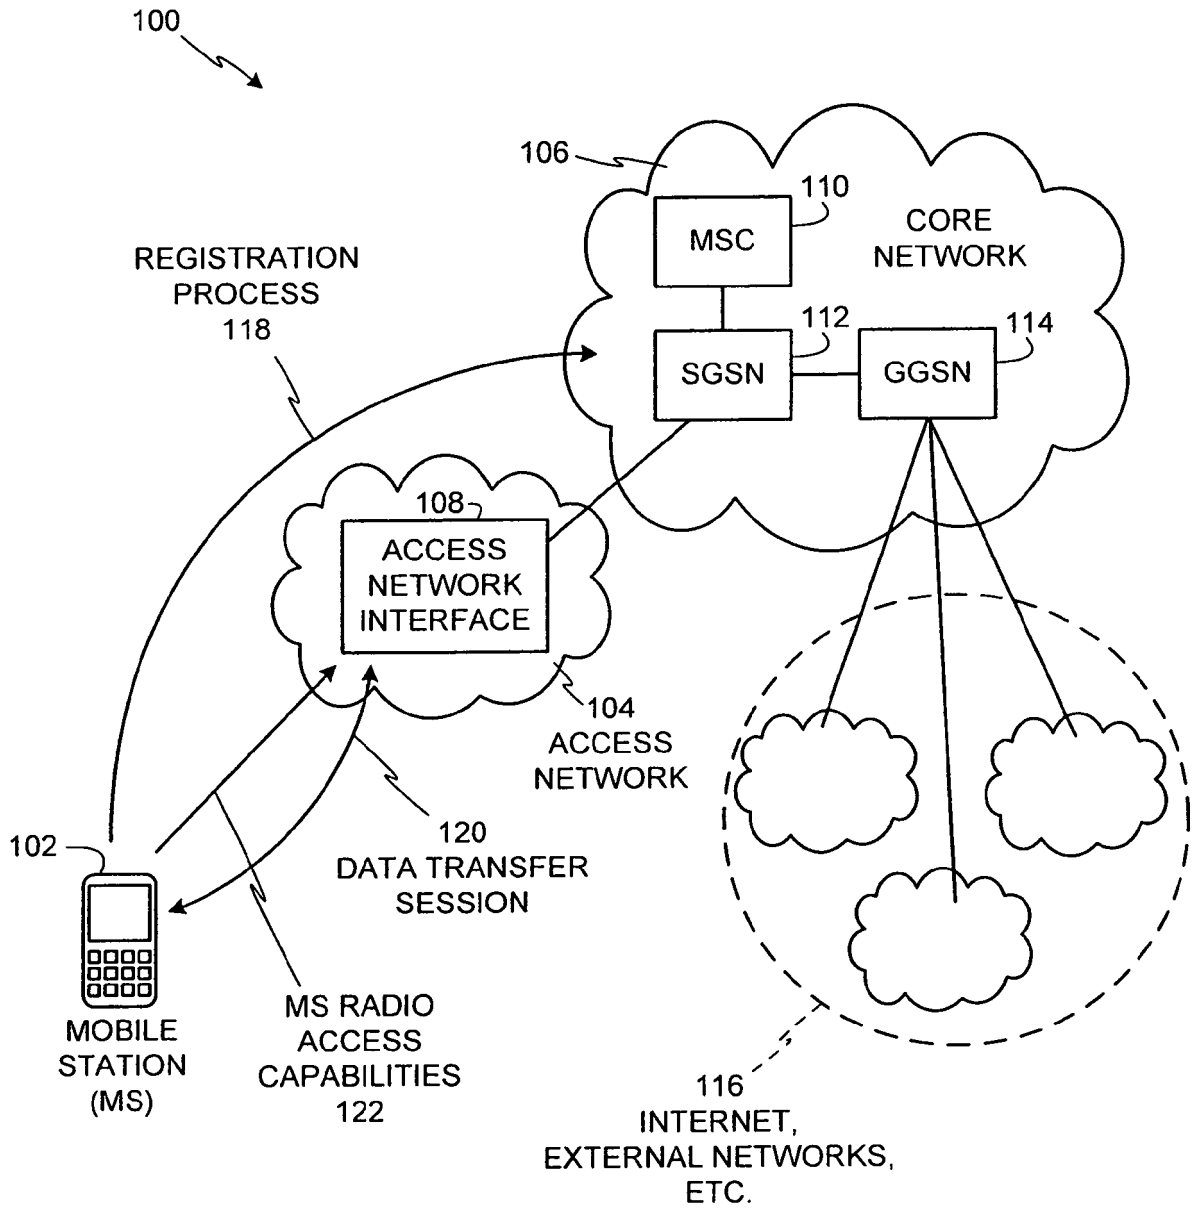 100
106
110
MSC
CORE
NETWORK
REGISTRATION
PROCESS
118
112
SGSN
114
GGSN
108
ACCESS
NETWORK
INTERFACE
104
ACCESS
NETWORK
120
DATA TRANSFER
SESSION
102
MOBILE
STATION
(MS)
MS RADIO
ACCESS
CAPABILITIES
122
116
INTERNET,
EXTERNAL NETWORKS,
ETC.